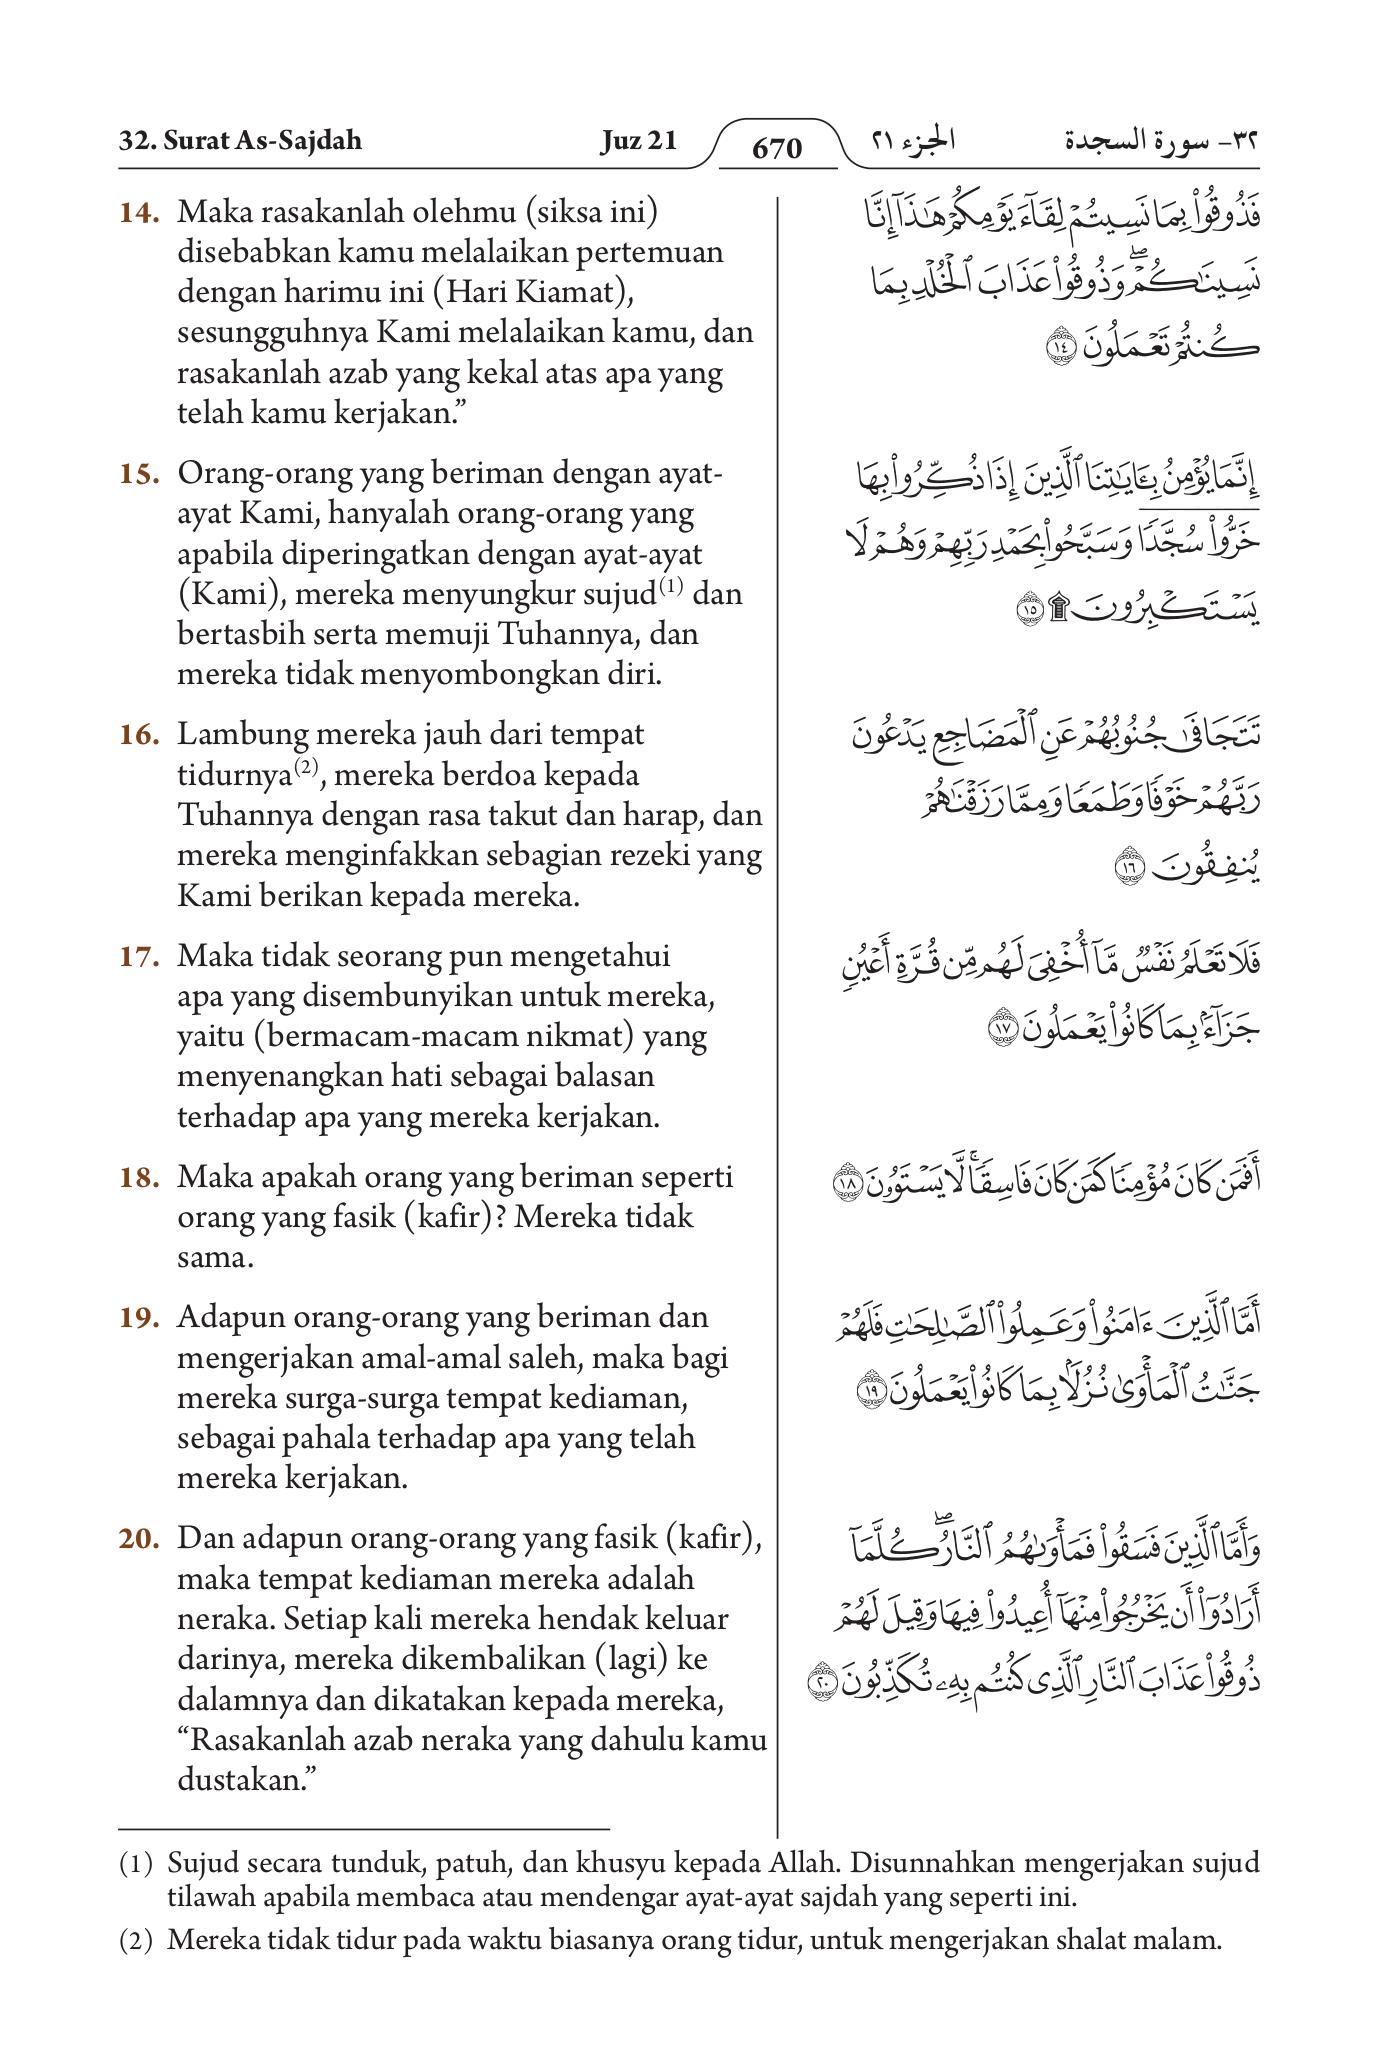 32. Surat As-Sajdah Juz 21 670 الجزء ٢١ ٣٢- سورة السجدة
14. Maka rasakanlah olehmu (siksa ini)
disebabkan kamu melalaikan pertemuan
dengan harimu ini (Hari Kiamat),
sesungguhnya Kami melalaikan kamu, dan
rasakanlah azab yang kekal atas apa yang
telah kamu kerjakan.”
فَذُوقُواْ بِمَا نَسِيتُمْ لِقَآءَ يَوْمِكُمْ هَٰذَآ إِنَّا
نَسِينَٰكُمْۖ وَذُوقُواْ عَذَابَ ٱلْخُلْدِ بِمَا
كُنتُمْ تَعْمَلُونَ ١٤
15. Orang-orang yang beriman dengan ayat-
ayat Kami, hanyalah orang-orang yang
apabila diperingatkan dengan ayat-ayat
(Kami), mereka menyungkur sujud(1) dan
bertasbih serta memuji Tuhannya, dan
mereka tidak menyombongkan diri.
إِنَّمَا يُؤْمِنُ بِـَٔايَٰتِنَا ٱلَّذِينَ إِذَا ذُكِّرُواْ بِهَا
خَرُّواْ سُجَّدًا وَسَبَّحُواْ بِحَمْدِ رَبِّهِمْ وَهُمْ لَا
يَسْتَكْبِرُونَ ۩ ١٥
16. Lambung mereka jauh dari tempat
tidurnya(2), mereka berdoa kepada
Tuhannya dengan rasa takut dan harap, dan
mereka menginfakkan sebagian rezeki yang
Kami berikan kepada mereka.
تَتَجَافَىٰ جُنُوبُهُمْ عَنِ ٱلْمَضَاجِعِ يَدْعُونَ
رَبَّهُمْ خَوْفًا وَطَمَعًا وَمِمَّا رَزَقْنَٰهُمْ
يُنفِقُونَ ١٦
17. Maka tidak seorang pun mengetahui
apa yang disembunyikan untuk mereka,
yaitu (bermacam-macam nikmat) yang
menyenangkan hati sebagai balasan
terhadap apa yang mereka kerjakan.
فَلَا تَعْلَمُ نَفْسٌ مَّآ أُخْفِىَ لَهُم مِّن قُرَّةِ أَعْيُنٍ
جَزَآءًۢ بِمَا كَانُواْ يَعْمَلُونَ ١٧
18. Maka apakah orang yang beriman seperti
orang yang fasik (kafir)? Mereka tidak
sama.
أَفَمَن كَانَ مُؤْمِنًا كَمَن كَانَ فَاسِقًاۚ لَّا يَسْتَوُۥنَ ١٨
19. Adapun orang-orang yang beriman dan
mengerjakan amal-amal saleh, maka bagi
mereka surga-surga tempat kediaman,
sebagai pahala terhadap apa yang telah
mereka kerjakan.
أَمَّا ٱلَّذِينَ ءَامَنُواْ وَعَمِلُواْ ٱلصَّٰلِحَٰتِ فَلَهُمْ
جَنَّٰتُ ٱلْمَأْوَىٰ نُزُلًۢا بِمَا كَانُواْ يَعْمَلُونَ ١٩
20. Dan adapun orang-orang yang fasik (kafir),
maka tempat kediaman mereka adalah
neraka. Setiap kali mereka hendak keluar
darinya, mereka dikembalikan (lagi) ke
dalamnya dan dikatakan kepada mereka,
“Rasakanlah azab neraka yang dahulu kamu
dustakan.”
وَأَمَّا ٱلَّذِينَ فَسَقُواْ فَمَأْوَىٰهُمُ ٱلنَّارُۖ كُلَّمَآ
أَرَادُوٓاْ أَن يَخْرُجُواْ مِنْهَآ أُعِيدُواْ فِيهَا وَقِيلَ لَهُمْ
ذُوقُواْ عَذَابَ ٱلنَّارِ ٱلَّذِى كُنتُم بِهِۦ تُكَذِّبُونَ ٢٠
(1) Sujud secara tunduk, patuh, dan khusyu kepada Allah. Disunnahkan mengerjakan sujud
tilawah apabila membaca atau mendengar ayat-ayat sajdah yang seperti ini.
(2) Mereka tidak tidur pada waktu biasanya orang tidur, untuk mengerjakan shalat malam.